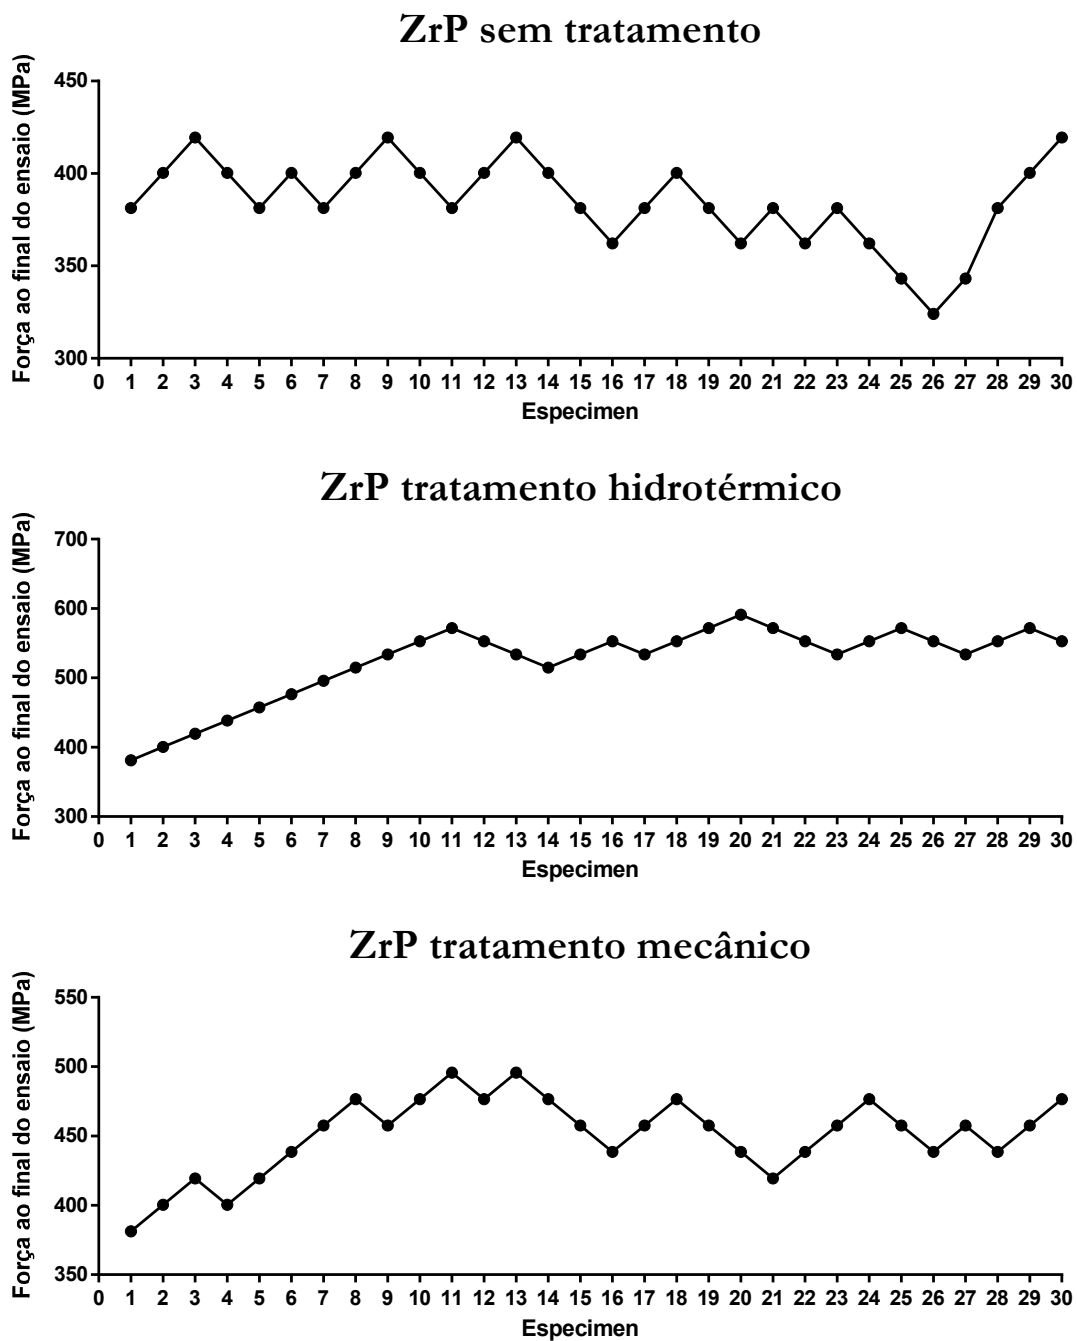 ZrP sem tratamento
Força ao final do ensaio (MPa)
450
400
350
300
0 1 2 3 4 5 6 7 8 9 10 11 12 13 14 15 16 17 18 19 20 21 22 23 24 25 26 27 28 29 30
Especimen
ZrP tratamento hidrotérmico
Força ao final do ensaio (MPa)
700
600
500
400
300
0 1 2 3 4 5 6 7 8 9 10 11 12 13 14 15 16 17 18 19 20 21 22 23 24 25 26 27 28 29 30
Especimen
ZrP tratamento mecânico
Força ao final do ensaio (MPa)
550
500
450
400
350
0 1 2 3 4 5 6 7 8 9 10 11 12 13 14 15 16 17 18 19 20 21 22 23 24 25 26 27 28 29 30
Especimen